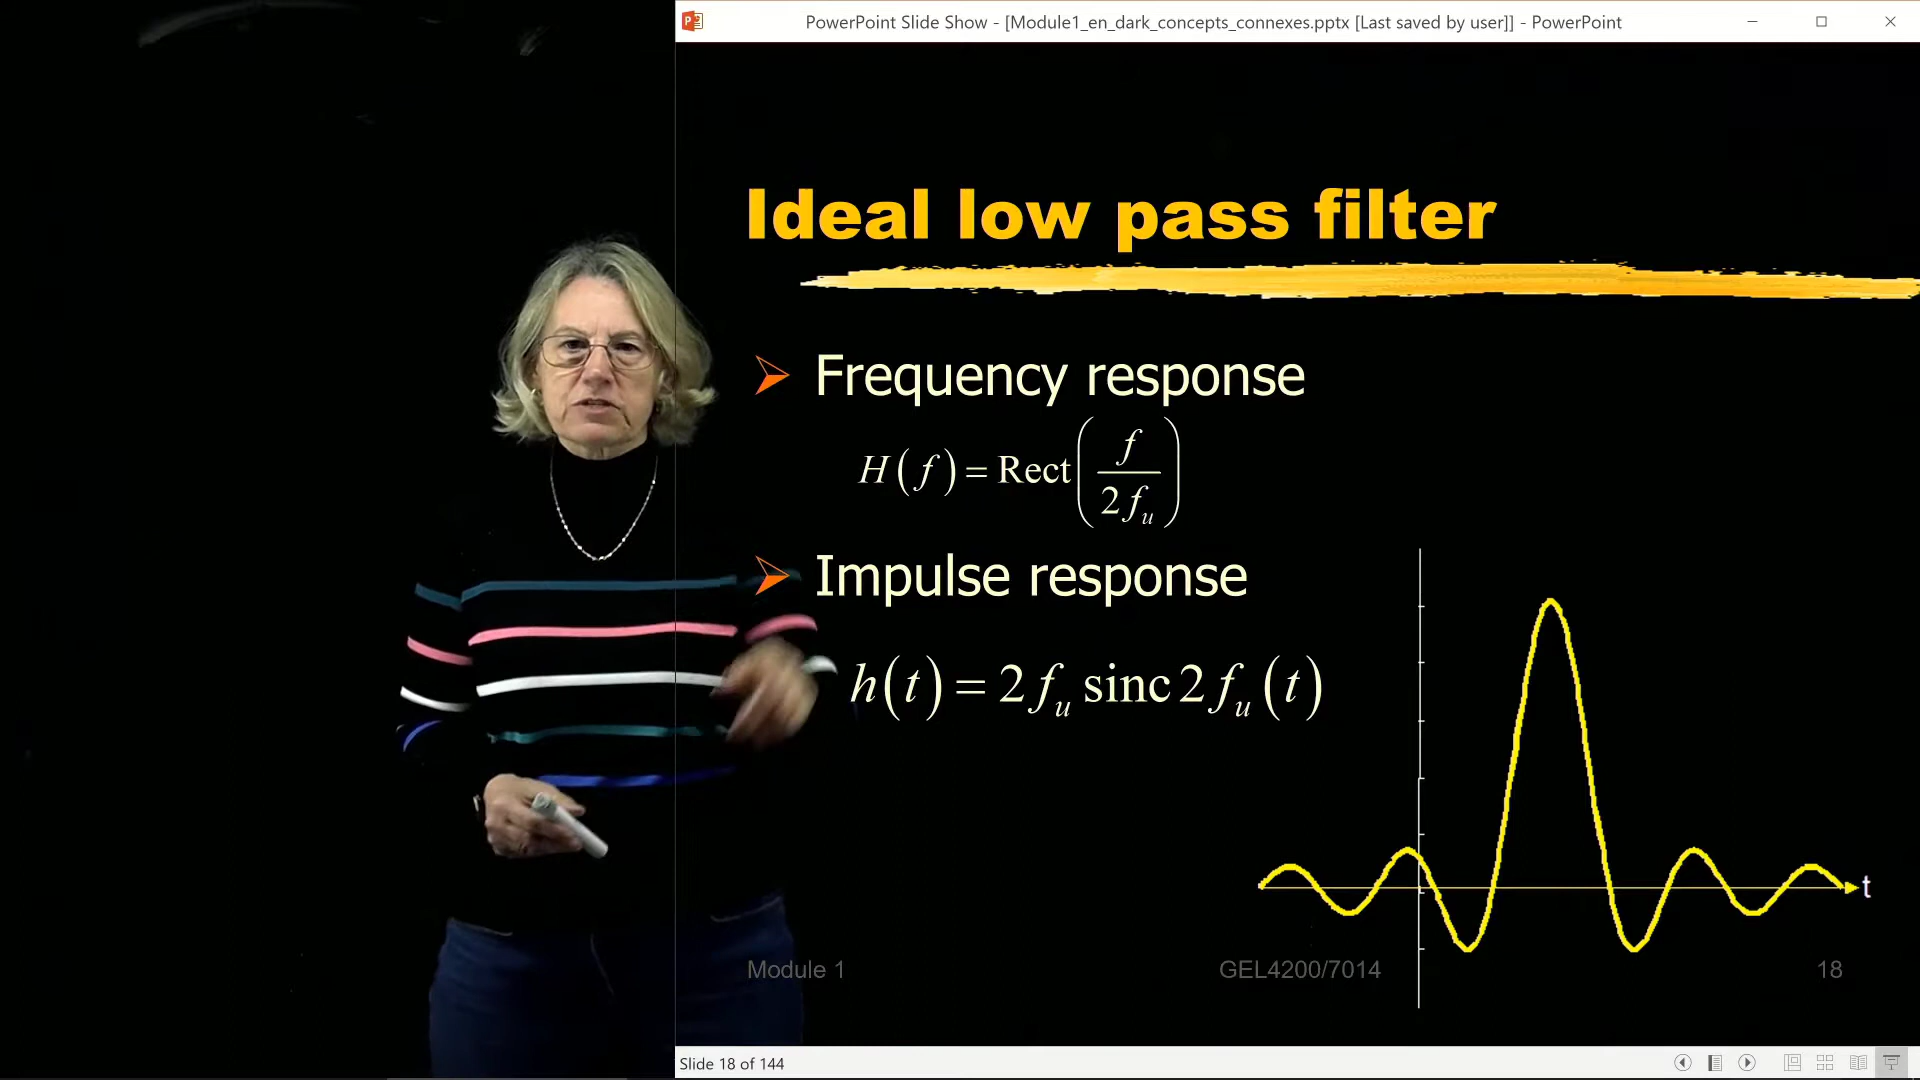 PowerPoint Slide Show - [Module1_en_dark_concepts_connexes.pptx [Last saved by user]] - PowerPoint
Ideal low pass filter
Frequency response
H(f) = Rect(f/2f_u)
Impulse response
h(t) = 2f_u sinc 2f_u(t)
t
Module 1
GEL4200/7014
18
Slide 18 of 144